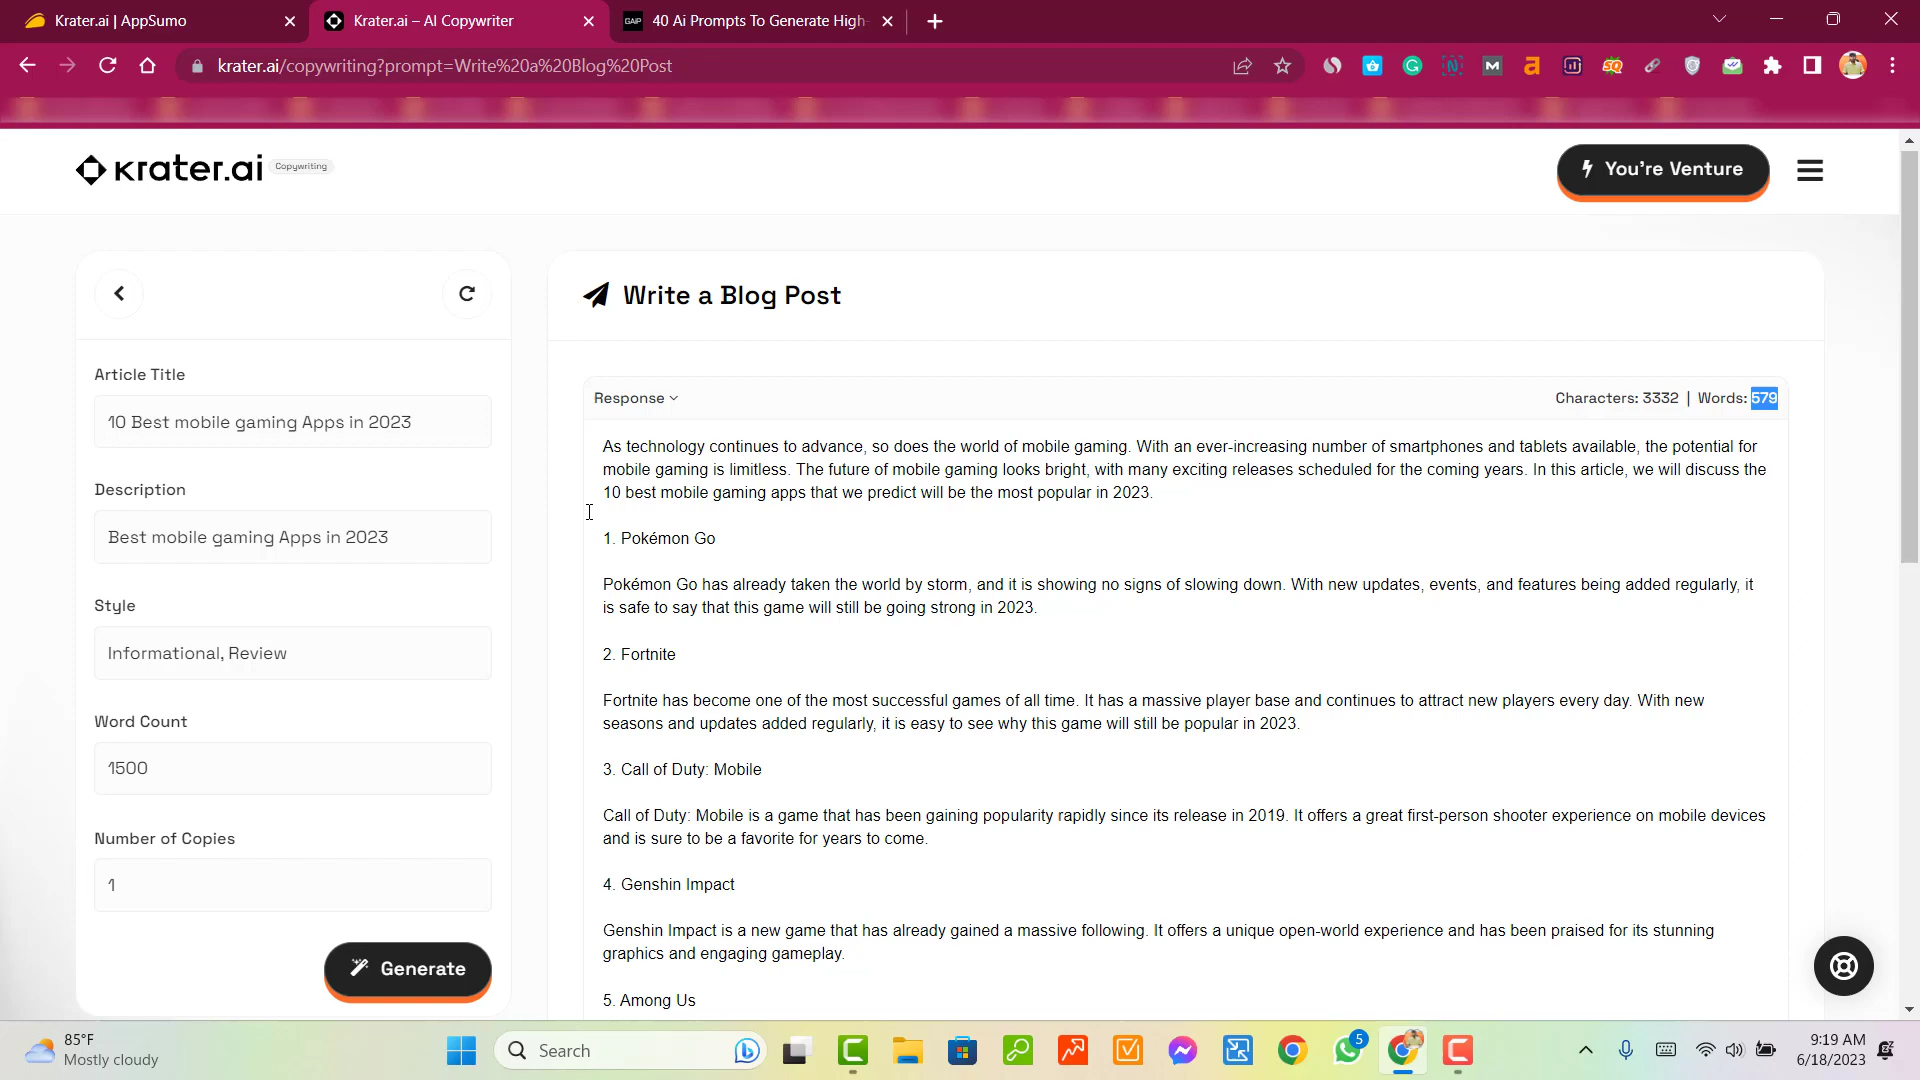 Krater.ai | AppSumo
Krater.ai – AI Copywriter
GAIP 40 Ai Prompts To Generate High-
krater.ai/copywriting?prompt=Write%20a%20Blog%20Post
krater.ai Copywriting
You're Venture
Write a Blog Post
Article Title
10 Best mobile gaming Apps in 2023
Description
Best mobile gaming Apps in 2023
Style
Informational, Review
Word Count
1500
Number of Copies
1
Generate
Response
Characters: 3332 | Words: 579
As technology continues to advance, so does the world of mobile gaming. With an ever-increasing number of smartphones and tablets available, the potential for
mobile gaming is limitless. The future of mobile gaming looks bright, with many exciting releases scheduled for the coming years. In this article, we will discuss the
10 best mobile gaming apps that we predict will be the most popular in 2023.
1. Pokémon Go
Pokémon Go has already taken the world by storm, and it is showing no signs of slowing down. With new updates, events, and features being added regularly, it
is safe to say that this game will still be going strong in 2023.
2. Fortnite
Fortnite has become one of the most successful games of all time. It has a massive player base and continues to attract new players every day. With new
seasons and updates added regularly, it is easy to see why this game will still be popular in 2023.
3. Call of Duty: Mobile
Call of Duty: Mobile is a game that has been gaining popularity rapidly since its release in 2019. It offers a great first-person shooter experience on mobile devices
and is sure to be a favorite for years to come.
4. Genshin Impact
Genshin Impact is a new game that has already gained a massive following. It offers a unique open-world experience and has been praised for its stunning
graphics and engaging gameplay.
5. Among Us
85°F
Mostly cloudy
Search
5
9:19 AM
6/18/2023